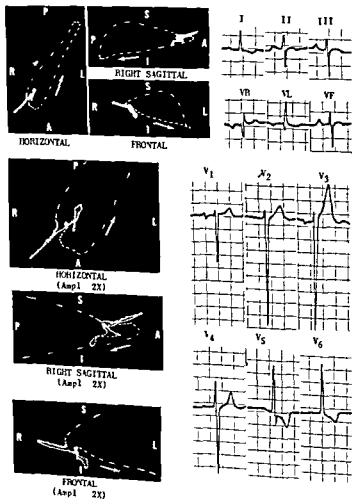 P
S
I
II
III
A
R
L
RIGHT SAGITTAL
S
R
L
A
I
HORIZONTAL
FRONTAL
VR
VL
VF
P
R
L
A
HORIZONTAL
(Ampl 2X)
V1
V2
V3
S
P
A
I
RIGHT SAGITTAL
(Ampl 2X)
V4
V5
V6
S
R
L
I
FRONTAL
(Ampl 2X)